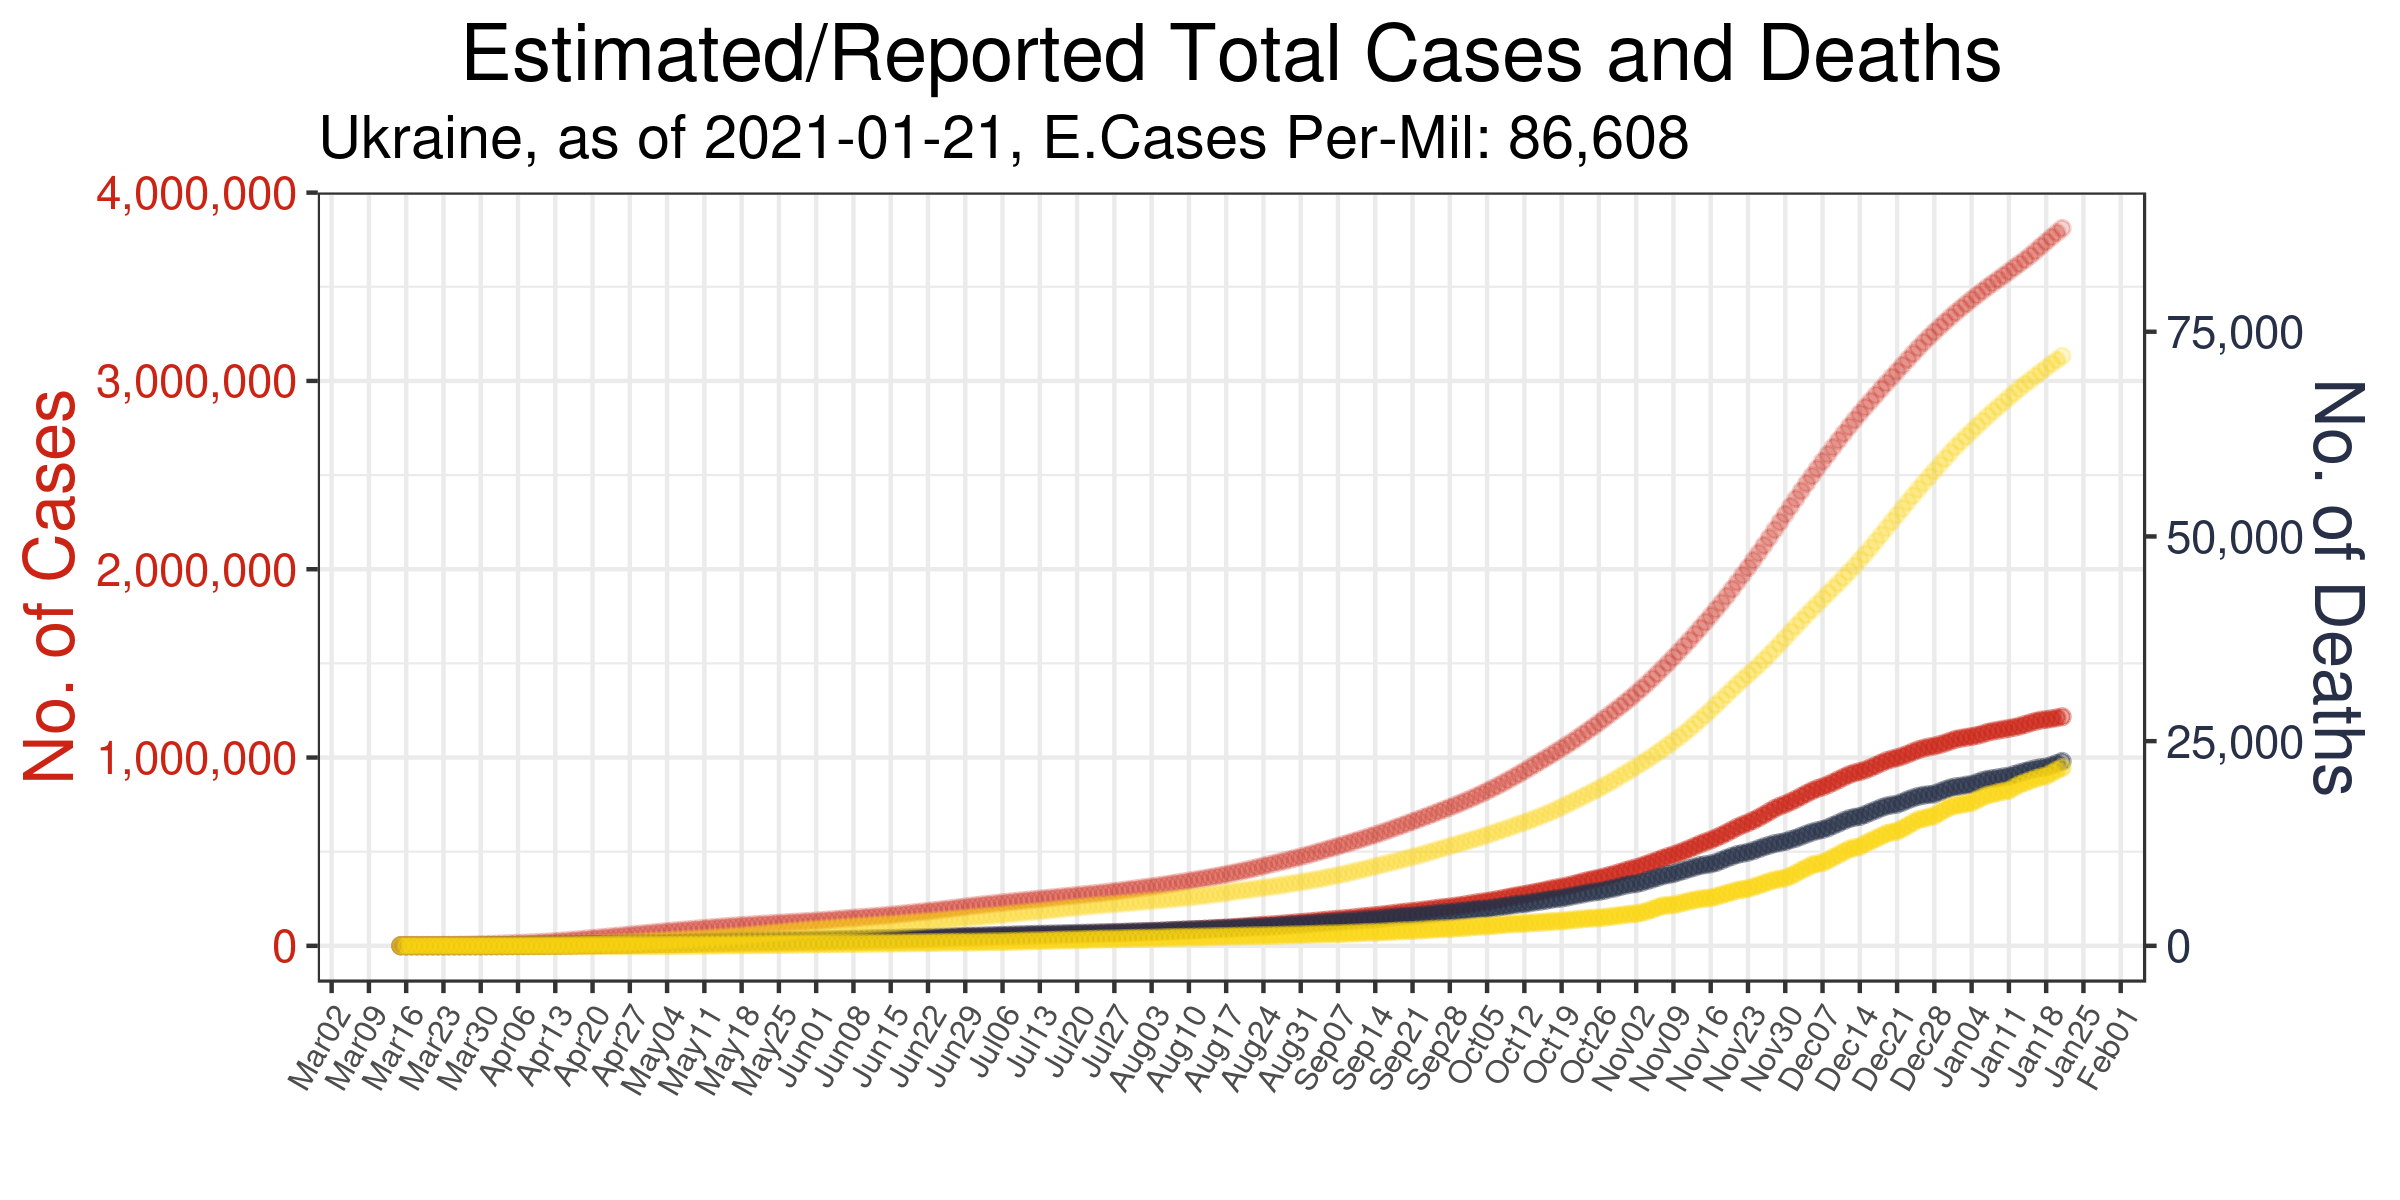 Estimated/Reported Total Cases and Deaths
Ukraine, as of 2021-01-21, E.Cases Per-Mil: 86,608
No. of Cases
4,000,000
3,000,000
2,000,000
1,000,000
0
75,000
50,000
25,000
0
No. of Deaths
Mar02
Mar09
Mar16
Mar23
Mar30
Apr06
Apr13
Apr20
Apr27
May04
May11
May18
May25
Jun01
Jun08
Jun15
Jun22
Jun29
Jul06
Jul13
Jul20
Jul27
Aug03
Aug10
Aug17
Aug24
Aug31
Sep07
Sep14
Sep21
Sep28
Oct05
Oct12
Oct19
Oct26
Nov02
Nov09
Nov16
Nov23
Nov30
Dec07
Dec14
Dec21
Dec28
Jan04
Jan11
Jan18
Jan25
Feb01